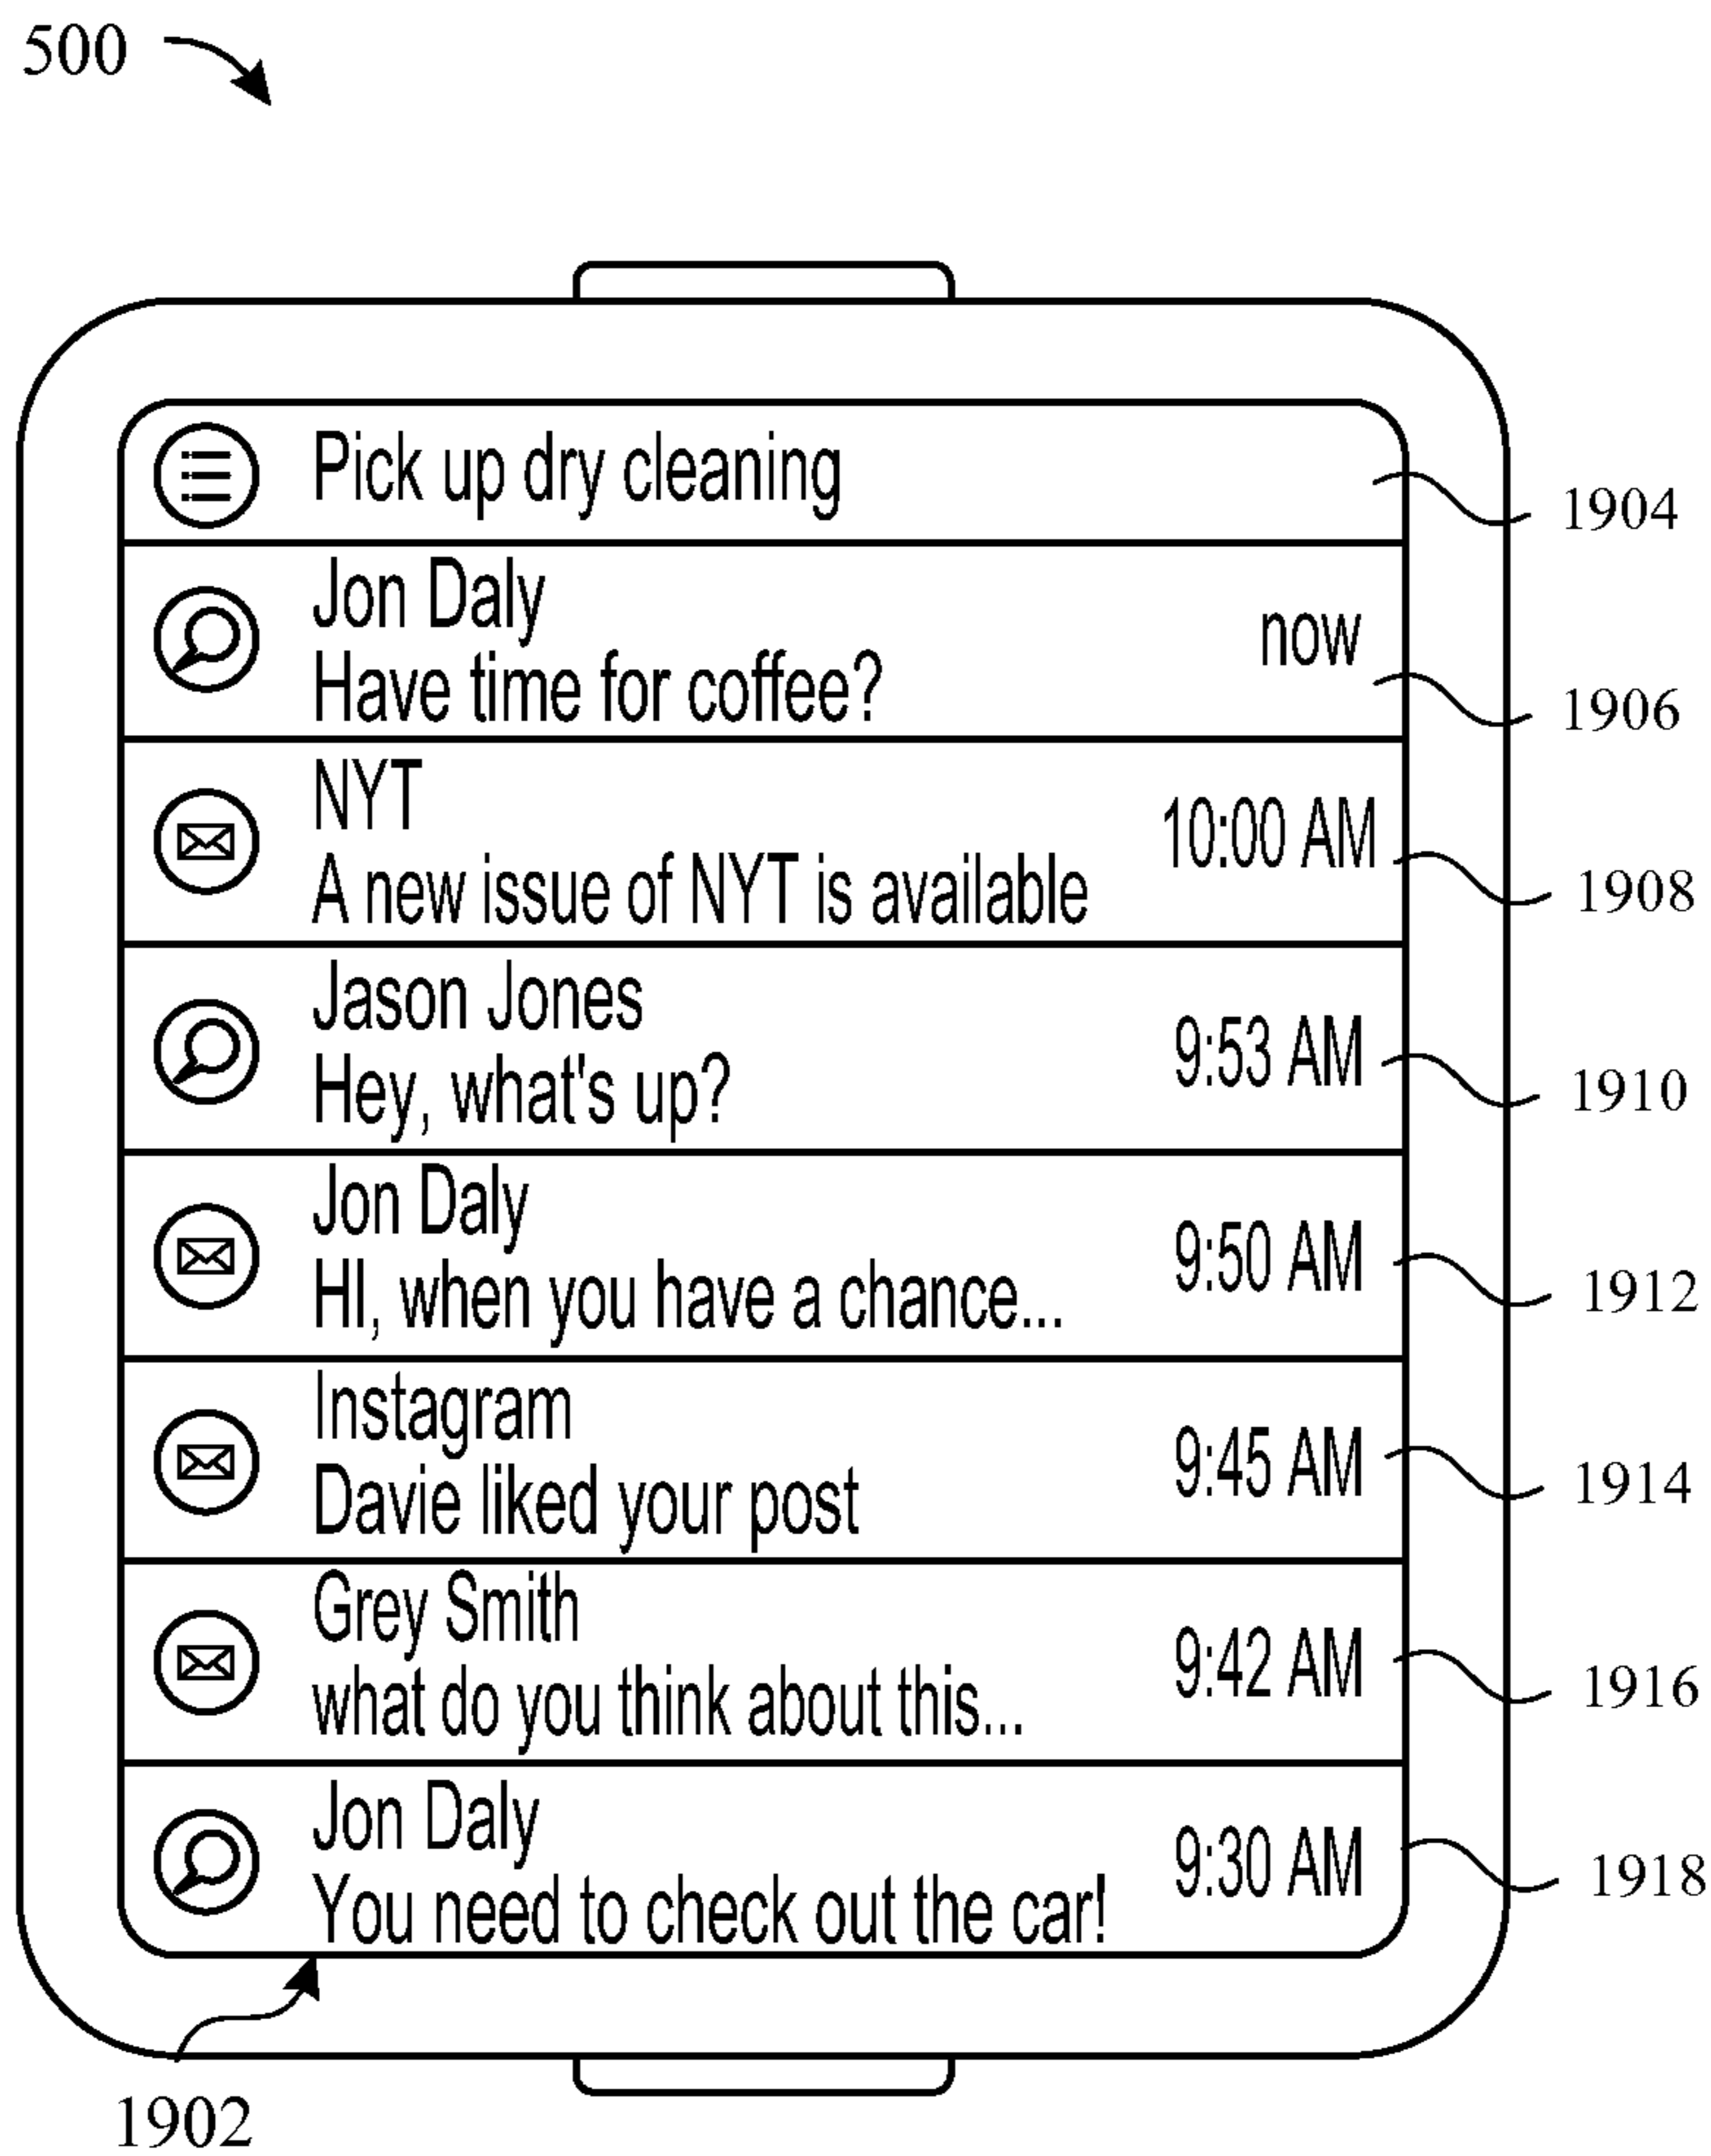 500
Pick up dry cleaning
1904
Jon Daly
now
Have time for coffee?
1906
NYT
10:00 AM
A new issue of NYT is available
1908
Jason Jones
9:53 AM
Hey, what's up?
1910
Jon Daly
9:50 AM
HI, when you have a chance...
1912
Instagram
9:45 AM
Davie liked your post
1914
Grey Smith
9:42 AM
what do you think about this...
1916
Jon Daly
9:30 AM
You need to check out the car!
1918
1902